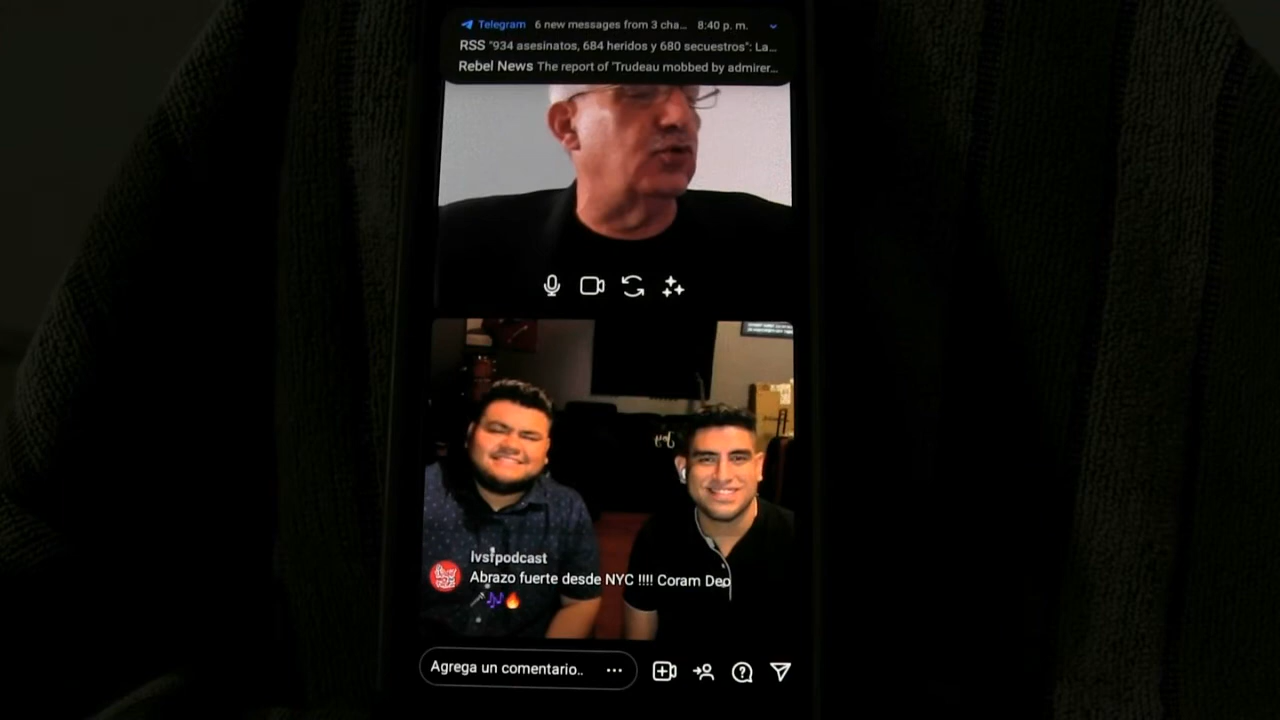 Telegram 6 new messages from 3 cha... 8:40 p. m.
RSS "934 asesinatos, 684 heridos y 680 secuestros": La...
Rebel News The report of 'Trudeau mobbed by admirer...
lvsfpodcast
Abrazo fuerte desde NYC !!!! Coram Deo
🎤🎶🔥
Agrega un comentario..